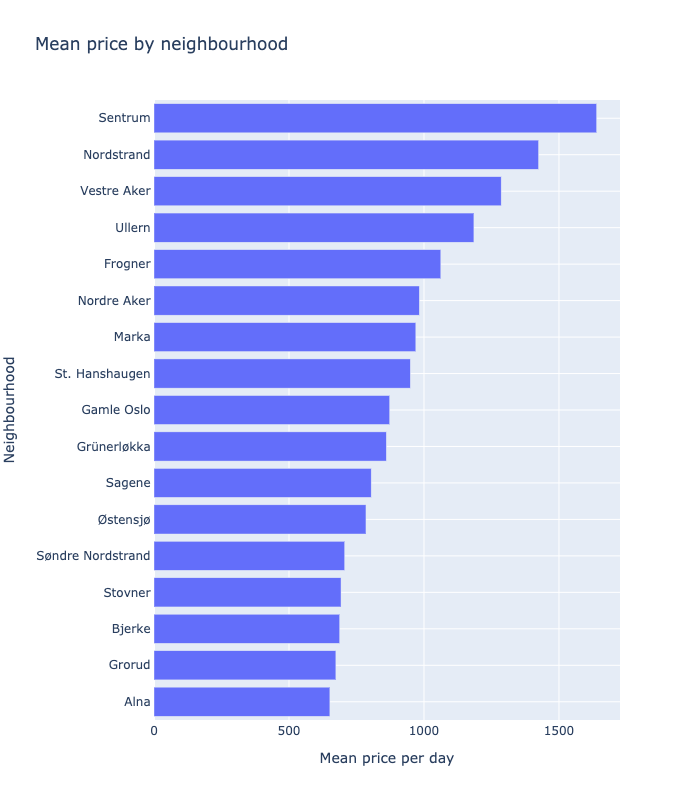 Mean price by neighbourhood
Neighbourhood
Sentrum
Nordstrand
Vestre Aker
Ullern
Frogner
Nordre Aker
Marka
St. Hanshaugen
Gamle Oslo
Grünerløkka
Sagene
Østensjø
Søndre Nordstrand
Stovner
Bjerke
Grorud
Alna
0 500 1000 1500
Mean price per day